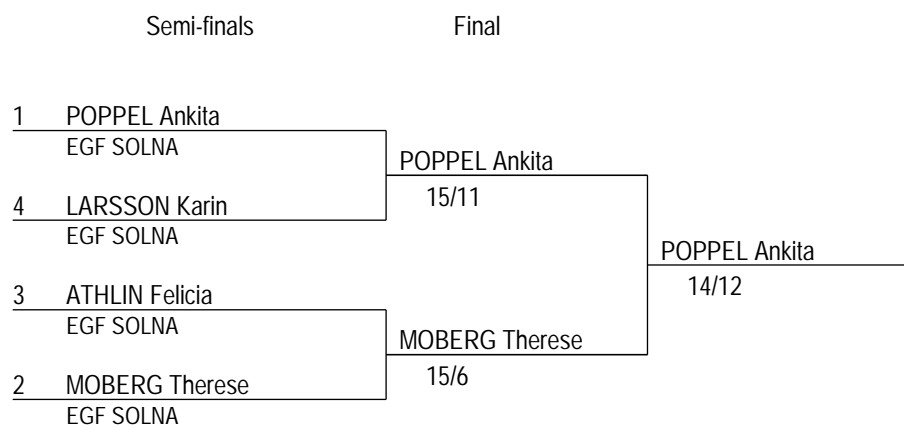 Semi-finals Final
1 POPPEL Ankita
EGF SOLNA
POPPEL Ankita
15/11
4 LARSSON Karin
EGF SOLNA
POPPEL Ankita
14/12
3 ATHLIN Felicia
EGF SOLNA
MOBERG Therese
15/6
2 MOBERG Therese
EGF SOLNA